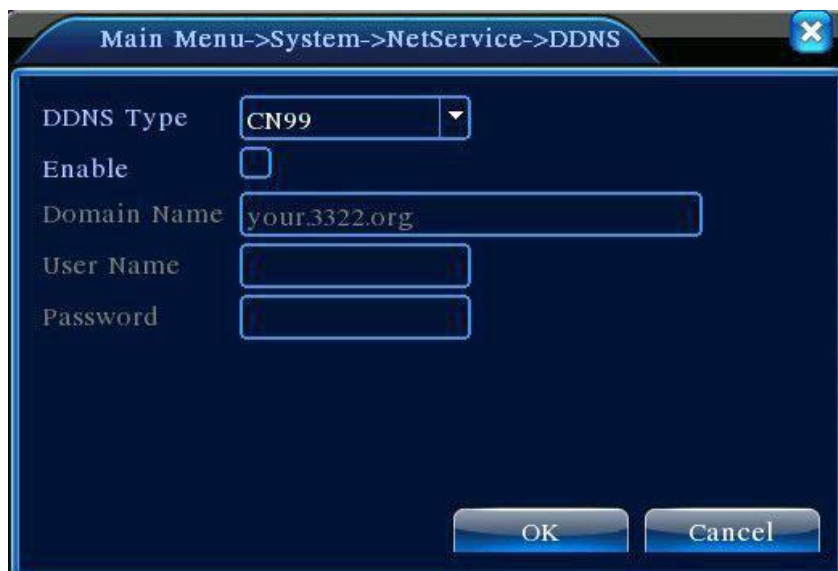 Main Menu->System->NetService->DDNS
DDNS Type CN99
Enable
Domain Name your.3322.org
User Name
Password
OK Cancel